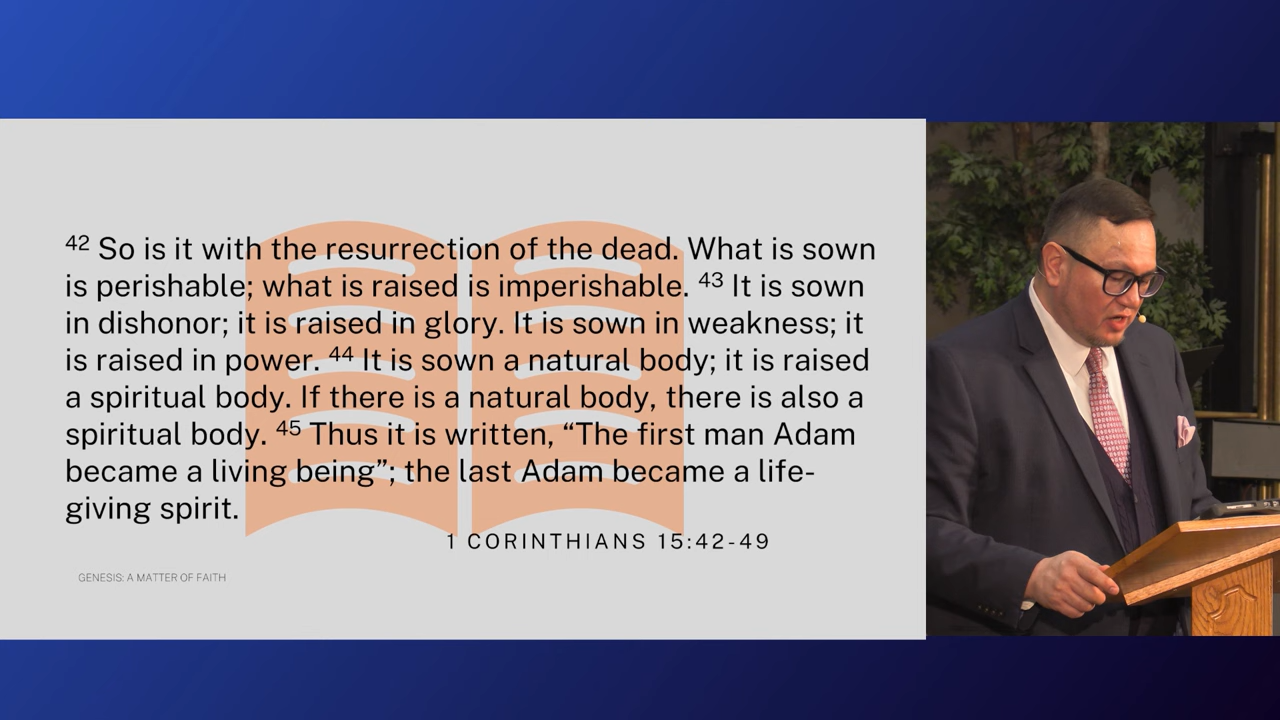 42 So is it with the resurrection of the dead. What is sown
is perishable; what is raised is imperishable. 43 It is sown
in dishonor; it is raised in glory. It is sown in weakness; it
is raised in power. 44 It is sown a natural body; it is raised
a spiritual body. If there is a natural body, there is also a
spiritual body. 45 Thus it is written, “The first man Adam
became a living being”; the last Adam became a life-
giving spirit.
1 CORINTHIANS 15:42-49
GENESIS: A MATTER OF FAITH